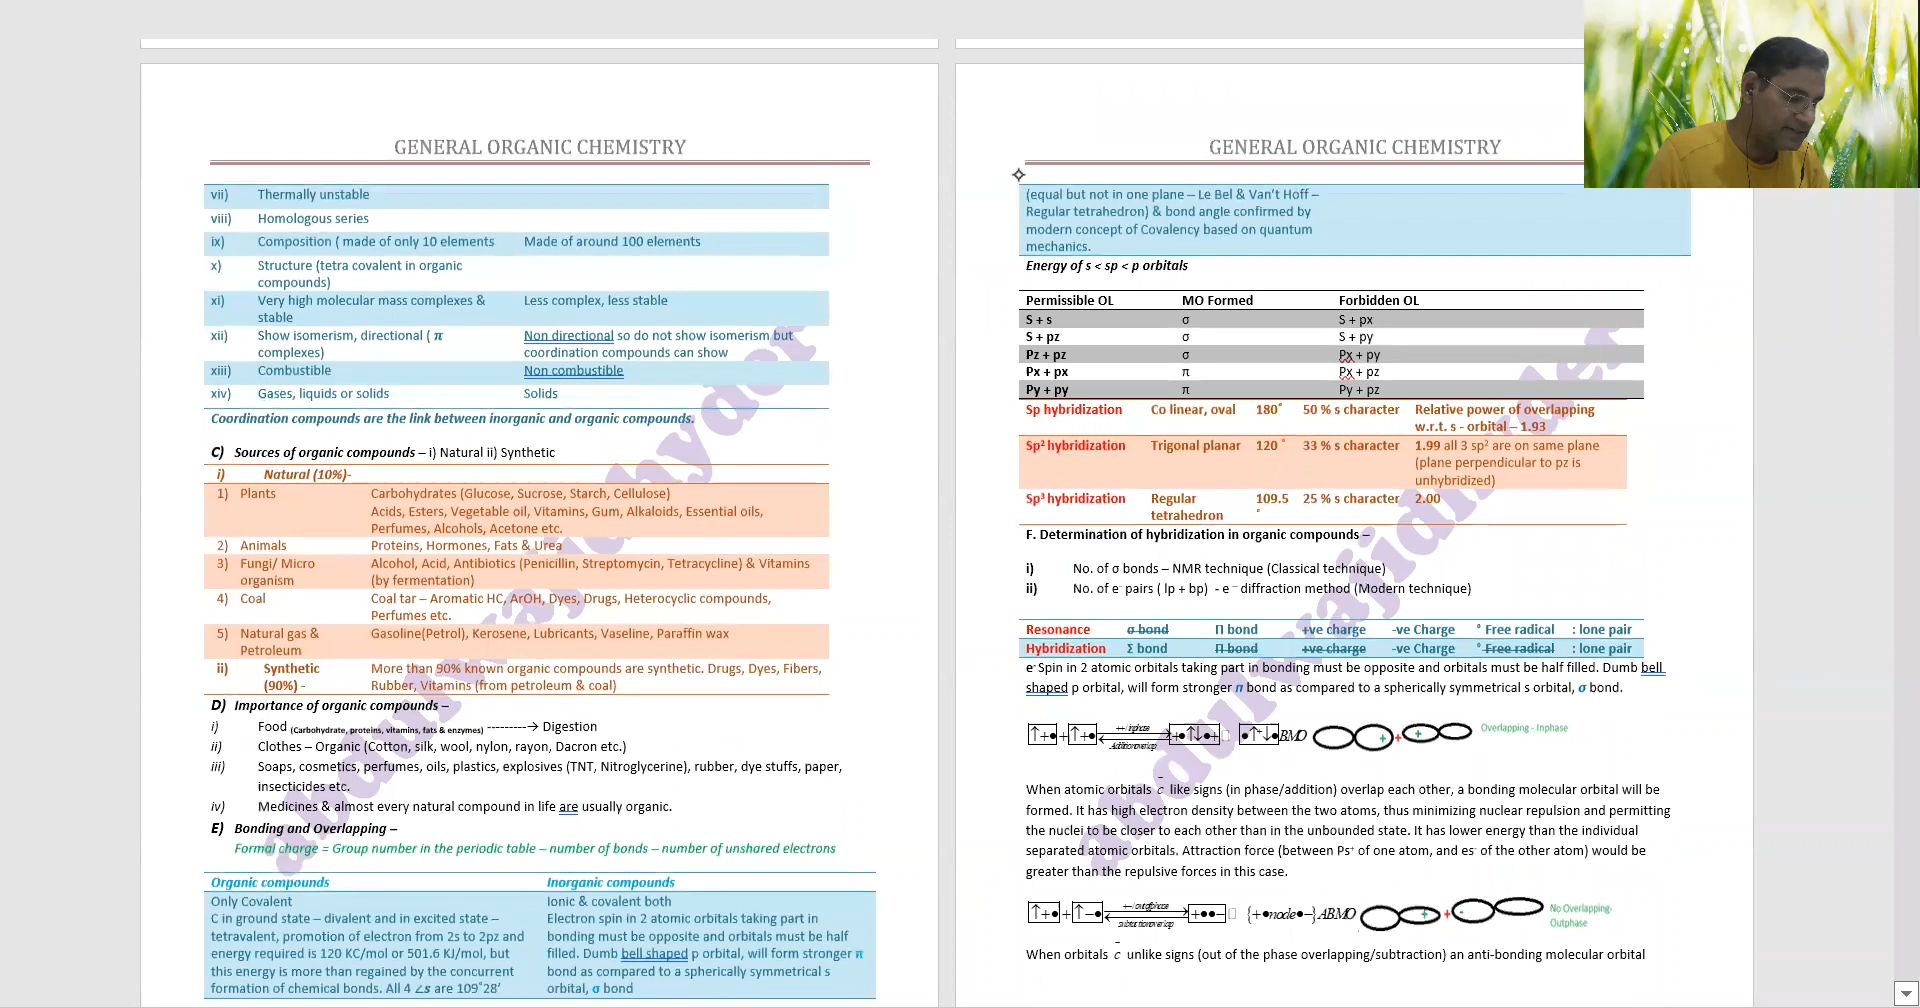 GENERAL ORGANIC CHEMISTRY
vii) Thermally unstable
viii) Homologous series
ix) Composition ( made of only 10 elements Made of around 100 elements
x) Structure (tetra covalent in organic
compounds)
xi) Very high molecular mass complexes & Less complex, less stable
stable
xii) Show isomerism, directional ( π Non directional so do not show isomerism but
complexes) coordination compounds can show
xiii) Combustible Non combustible
xiv) Gases, liquids or solids Solids
Coordination compounds are the link between inorganic and organic compounds.
C) Sources of organic compounds – i) Natural ii) Synthetic
i) Natural (10%)-
1) Plants Carbohydrates (Glucose, Sucrose, Starch, Cellulose)
Acids, Esters, Vegetable oil, Vitamins, Gum, Alkaloids, Essential oils,
Perfumes, Alcohols, Acetone etc.
2) Animals Proteins, Hormones, Fats & Urea
3) Fungi/ Micro Alcohol, Acid, Antibiotics (Penicillin, Streptomycin, Tetracycline) & Vitamins
organism (by fermentation)
4) Coal Coal tar – Aromatic HC, ArOH, Dyes, Drugs, Heterocyclic compounds,
Perfumes etc.
5) Natural gas & Gasoline(Petrol), Kerosene, Lubricants, Vaseline, Paraffin wax
Petroleum
ii) Synthetic More than 90% known organic compounds are synthetic. Drugs, Dyes, Fibers,
(90%) - Rubber, Vitamins (from petroleum & coal)
D) Importance of organic compounds –
i) Food (Carbohydrate, proteins, vitamins, fats & enzymes) ---------→ Digestion
ii) Clothes – Organic (Cotton, silk, wool, nylon, rayon, Dacron etc.)
iii) Soaps, cosmetics, perfumes, oils, plastics, explosives (TNT, Nitroglycerine), rubber, dye stuffs, paper,
insecticides etc.
iv) Medicines & almost every natural compound in life are usually organic.
E) Bonding and Overlapping –
Formal charge = Group number in the periodic table – number of bonds – number of unshared electrons
Organic compounds Inorganic compounds
Only Covalent Ionic & covalent both
C in ground state – divalent and in excited state – Electron spin in 2 atomic orbitals taking part in
tetravalent, promotion of electron from 2s to 2pz and bonding must be opposite and orbitals must be half
energy required is 120 KC/mol or 501.6 KJ/mol, but filled. Dumb bell shaped p orbital, will form stronger π
this energy is more than regained by the concurrent bond as compared to a spherically symmetrical s
formation of chemical bonds. All 4 ∠s are 109°28’ orbital, σ bond
GENERAL ORGANIC CHEMISTRY
(equal but not in one plane – Le Bel & Van’t Hoff –
Regular tetrahedron) & bond angle confirmed by
modern concept of Covalency based on quantum
mechanics.
Energy of s < sp < p orbitals
Permissible OL MO Formed Forbidden OL
S + s σ S + px
S + pz σ S + py
Pz + pz σ Px + py
Px + px π Px + pz
Py + py π Py + pz
Sp hybridization Co linear, oval 180° 50 % s character Relative power of overlapping
w.r.t. s - orbital – 1.93
Sp² hybridization Trigonal planar 120 ° 33 % s character 1.99 all 3 sp² are on same plane
(plane perpendicular to pz is
unhybridized)
Sp³ hybridization Regular 109.5 25 % s character 2.00
tetrahedron °
F. Determination of hybridization in organic compounds –
i) No. of σ bonds – NMR technique (Classical technique)
ii) No. of e⁻ pairs ( lp + bp) - e⁻ diffraction method (Modern technique)
Resonance σ bond Π bond +ve charge -ve Charge ° Free radical : lone pair
Hybridization Σ bond Π bond +ve charge -ve Charge ° Free radical : lone pair
e⁻ Spin in 2 atomic orbitals taking part in bonding must be opposite and orbitals must be half filled. Dumb bell
shaped p orbital, will form stronger π bond as compared to a spherically symmetrical s orbital, σ bond.
BMO Overlapping - Inphase
When atomic orbitals c̄ like signs (in phase/addition) overlap each other, a bonding molecular orbital will be
formed. It has high electron density between the two atoms, thus minimizing nuclear repulsion and permitting
the nuclei to be closer to each other than in the unbounded state. It has lower energy than the individual
separated atomic orbitals. Attraction force (between Ps⁺ of one atom, and es⁻ of the other atom) would be
greater than the repulsive forces in this case.
{+●node●−}ABMO No Overlapping-
Outphase
When orbitals c̄ unlike signs (out of the phase overlapping/subtraction) an anti-bonding molecular orbital